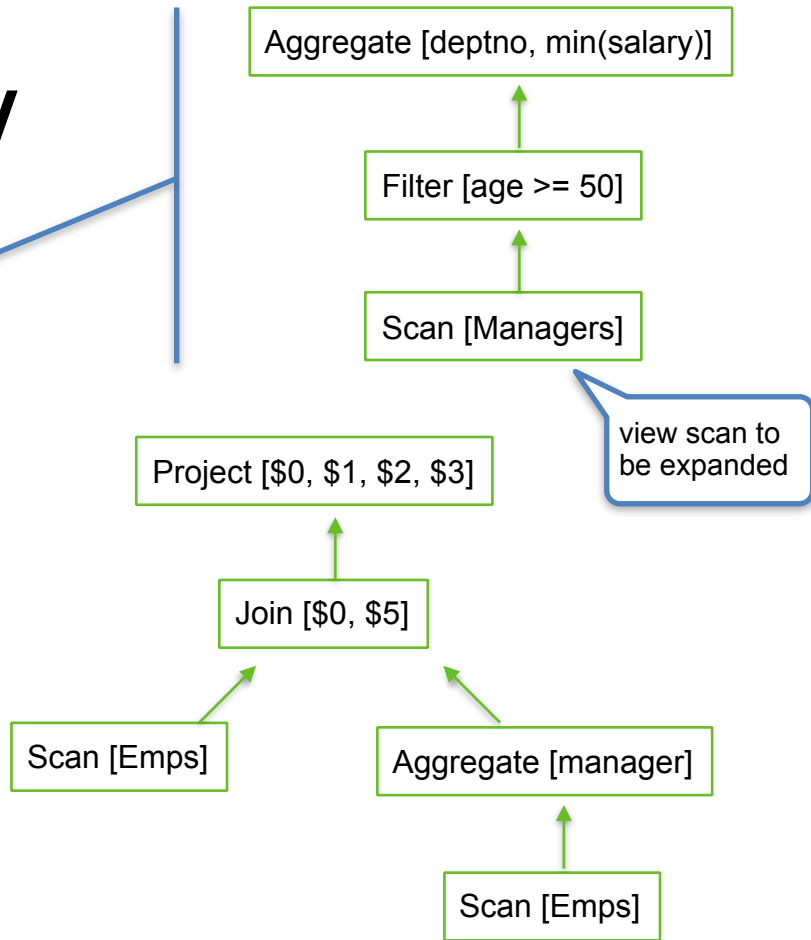 Aggregate [deptno, min(salary)]
Filter [age >= 50]
Scan [Managers]
view scan to
be expanded
Project [$0, $1, $2, $3]
Join [$0, $5]
Scan [Emps]
Aggregate [manager]
Scan [Emps]